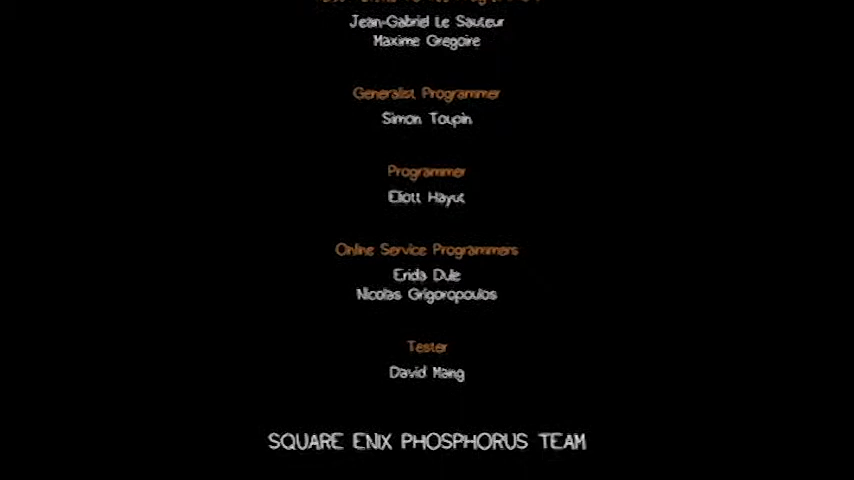 Jean-Gabriel Le Sauteur
Maxime Gregoire
Generalist Programmer
Simon Toupin
Programmer
Eliott Hayut
Online Service Programmers
Erida Dule
Nicolas Grigoropoulos
Tester
David Mang
SQUARE ENIX PHOSPHORUS TEAM